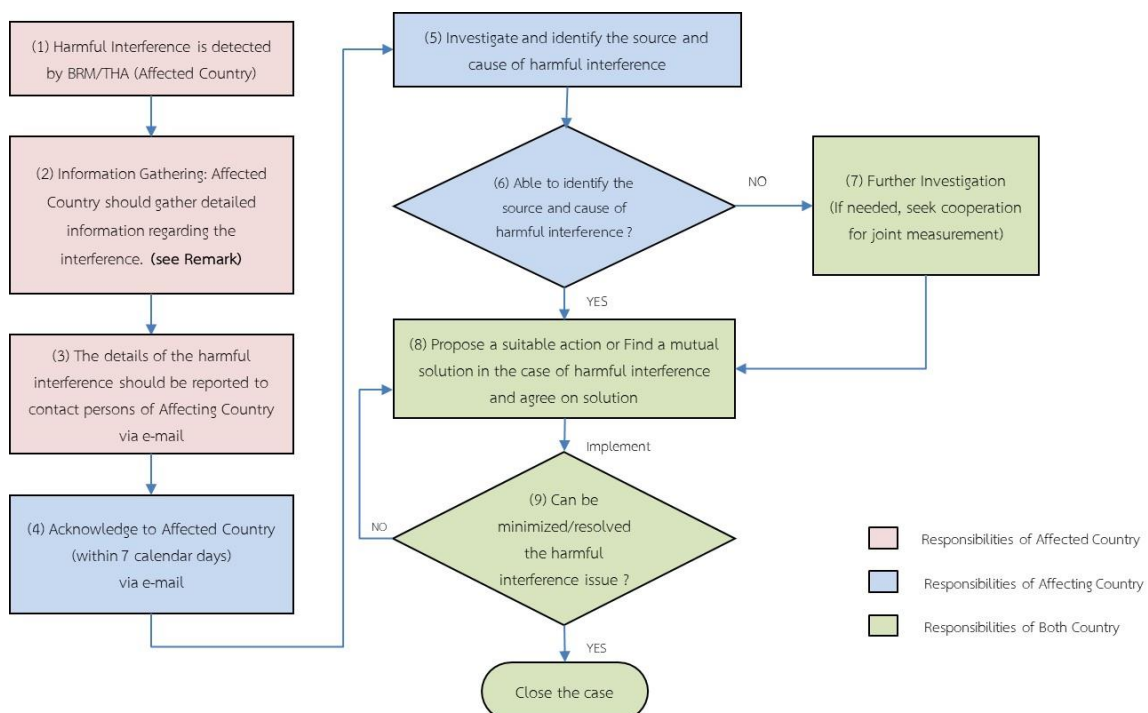 (1) Harmful Interference is detected
by BRM/THA (Affected Country)
(2) Information Gathering: Affected
Country should gather detailed
information regarding the
interference. (see Remark)
(3) The details of the harmful
interference should be reported to
contact persons of Affecting Country
via e-mail
(4) Acknowledge to Affected Country
(within 7 calendar days)
via e-mail
(5) Investigate and identify the source and
cause of harmful interference
(6) Able to identify the
source and cause of
harmful interference ?
NO
(7) Further Investigation
(If needed, seek cooperation
for joint measurement)
YES
(8) Propose a suitable action or Find a mutual
solution in the case of harmful interference
and agree on solution
Implement
(9) Can be
minimized/resolved
the harmful
interference issue ?
NO
YES
Close the case
Responsibilities of Affected Country
Responsibilities of Affecting Country
Responsibilities of Both Country